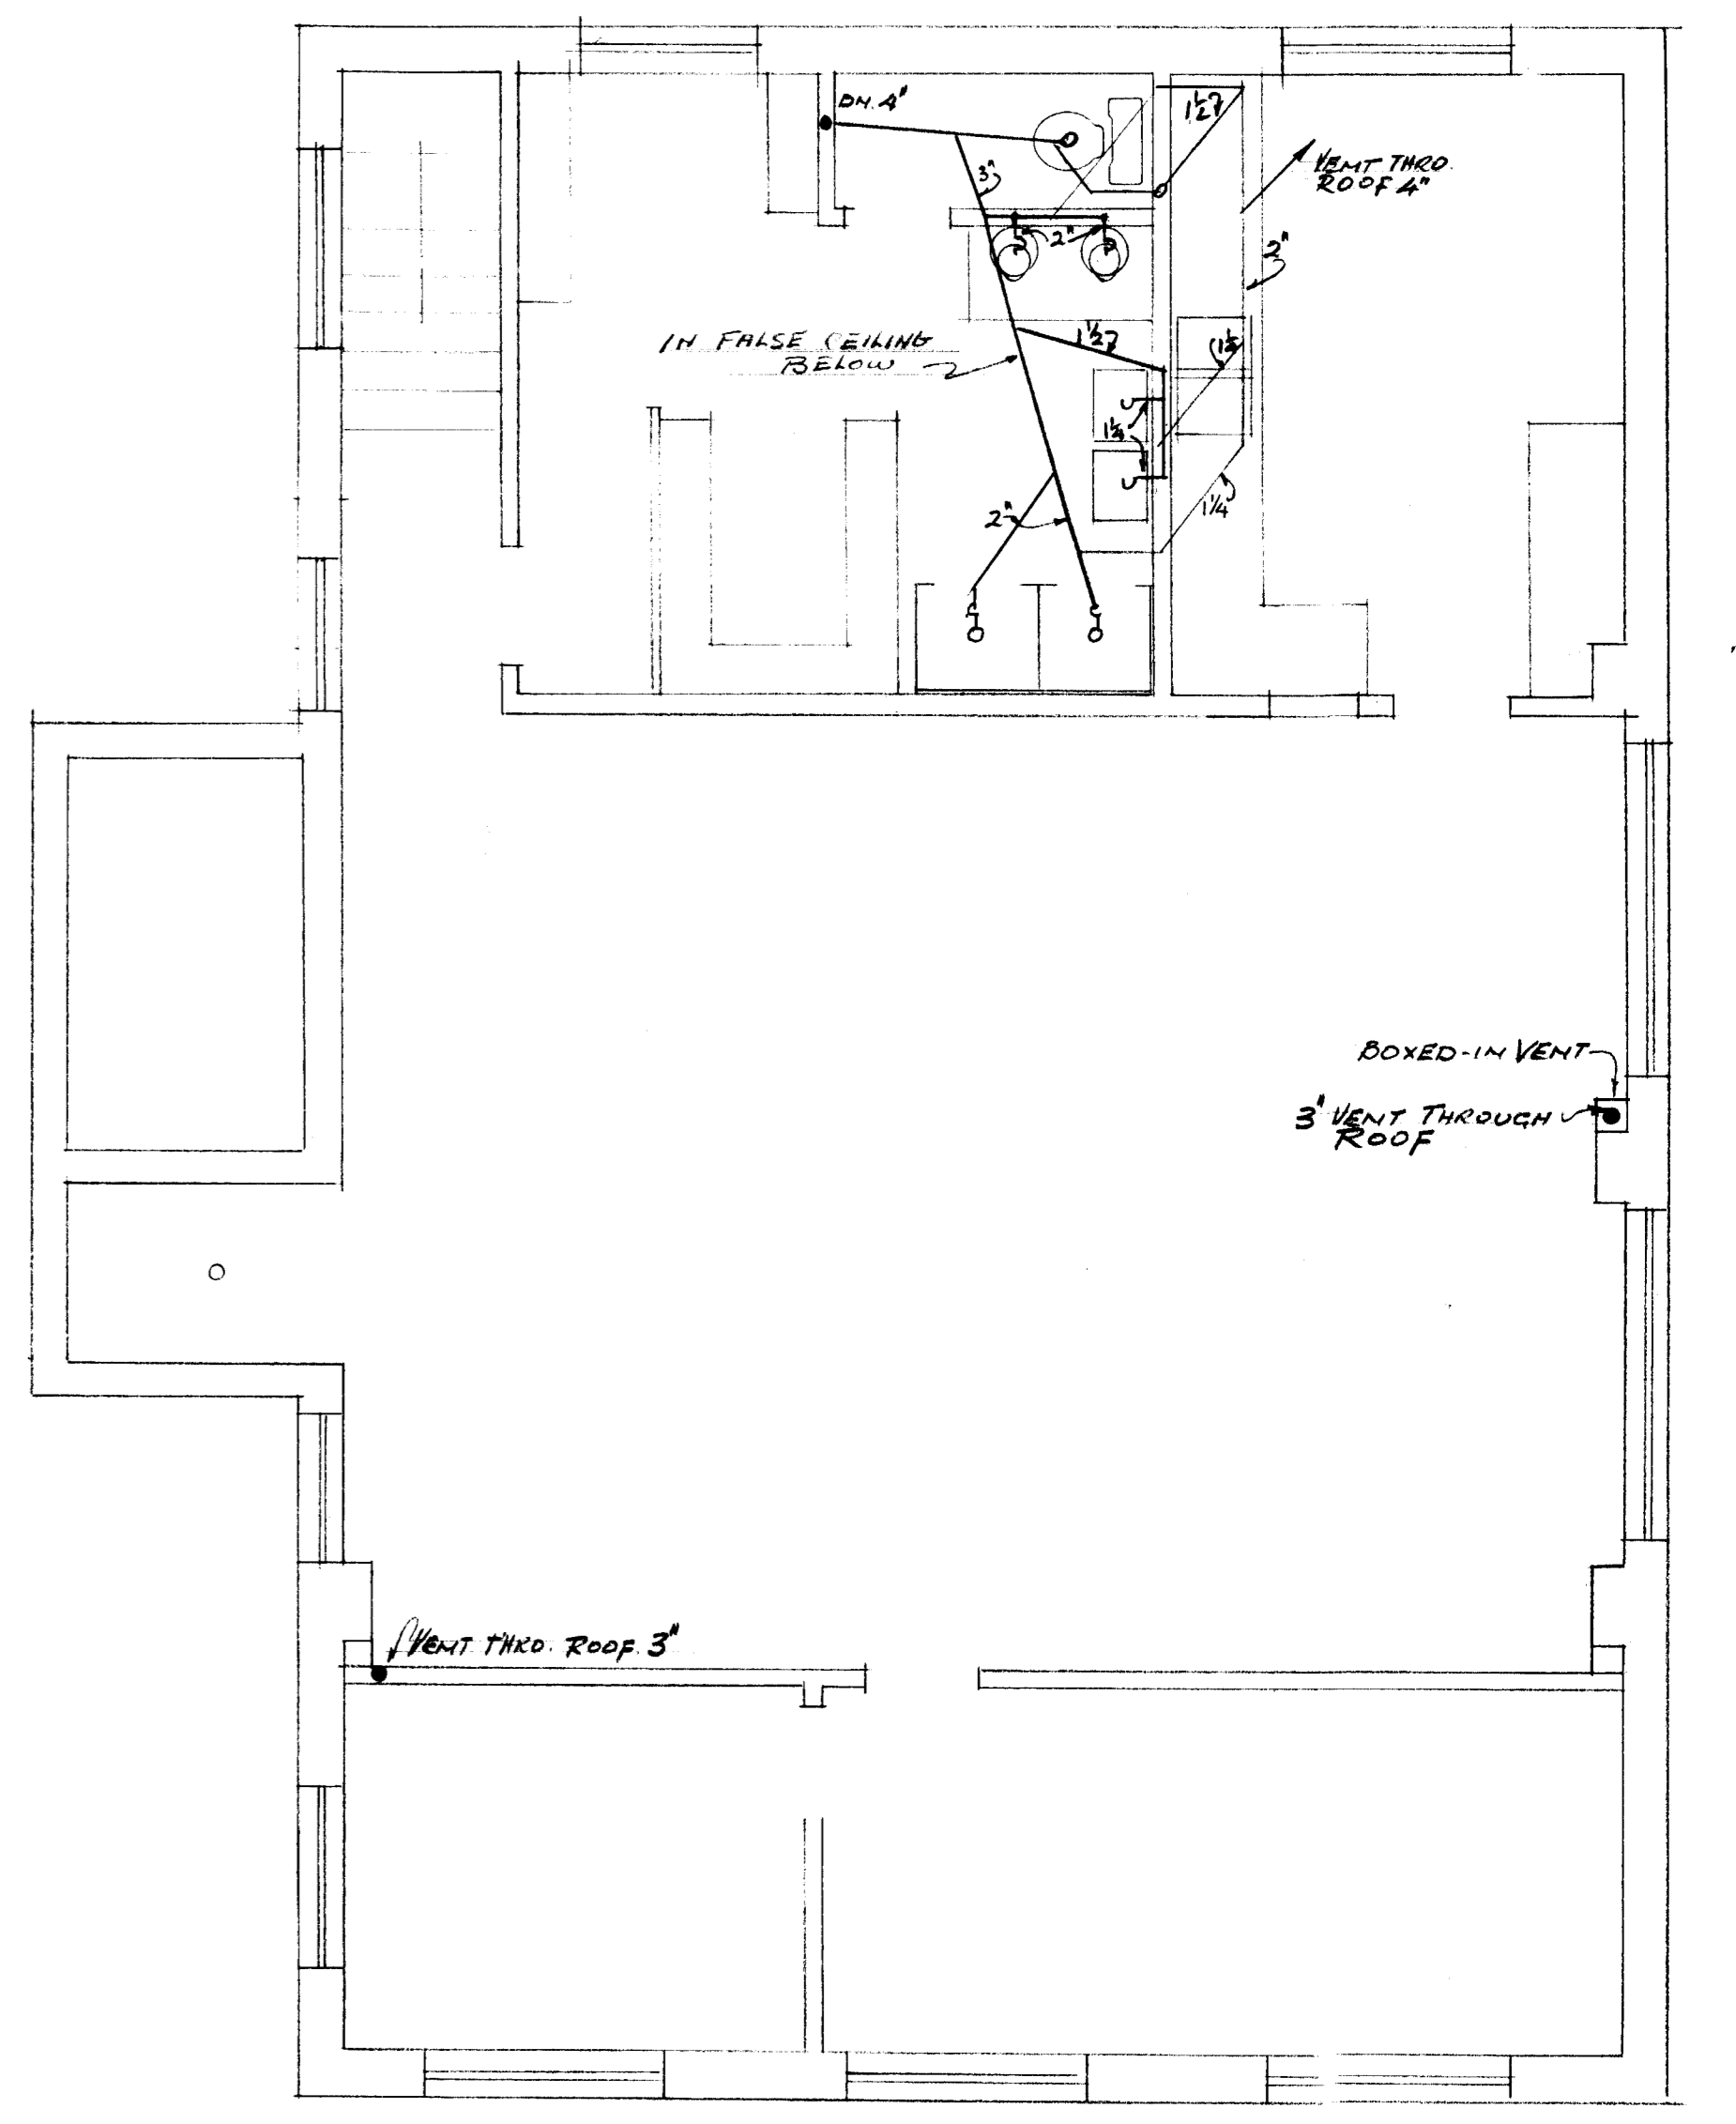 DN. 4"
1½
VENT THRO.
ROOF 4"
3"
2"
2"
IN FALSE CEILING
BELOW
1½
1½
1¼
1¼
2"
BOXED-IN VENT
3" VENT THROUGH
ROOF
VENT THRO. ROOF. 3"